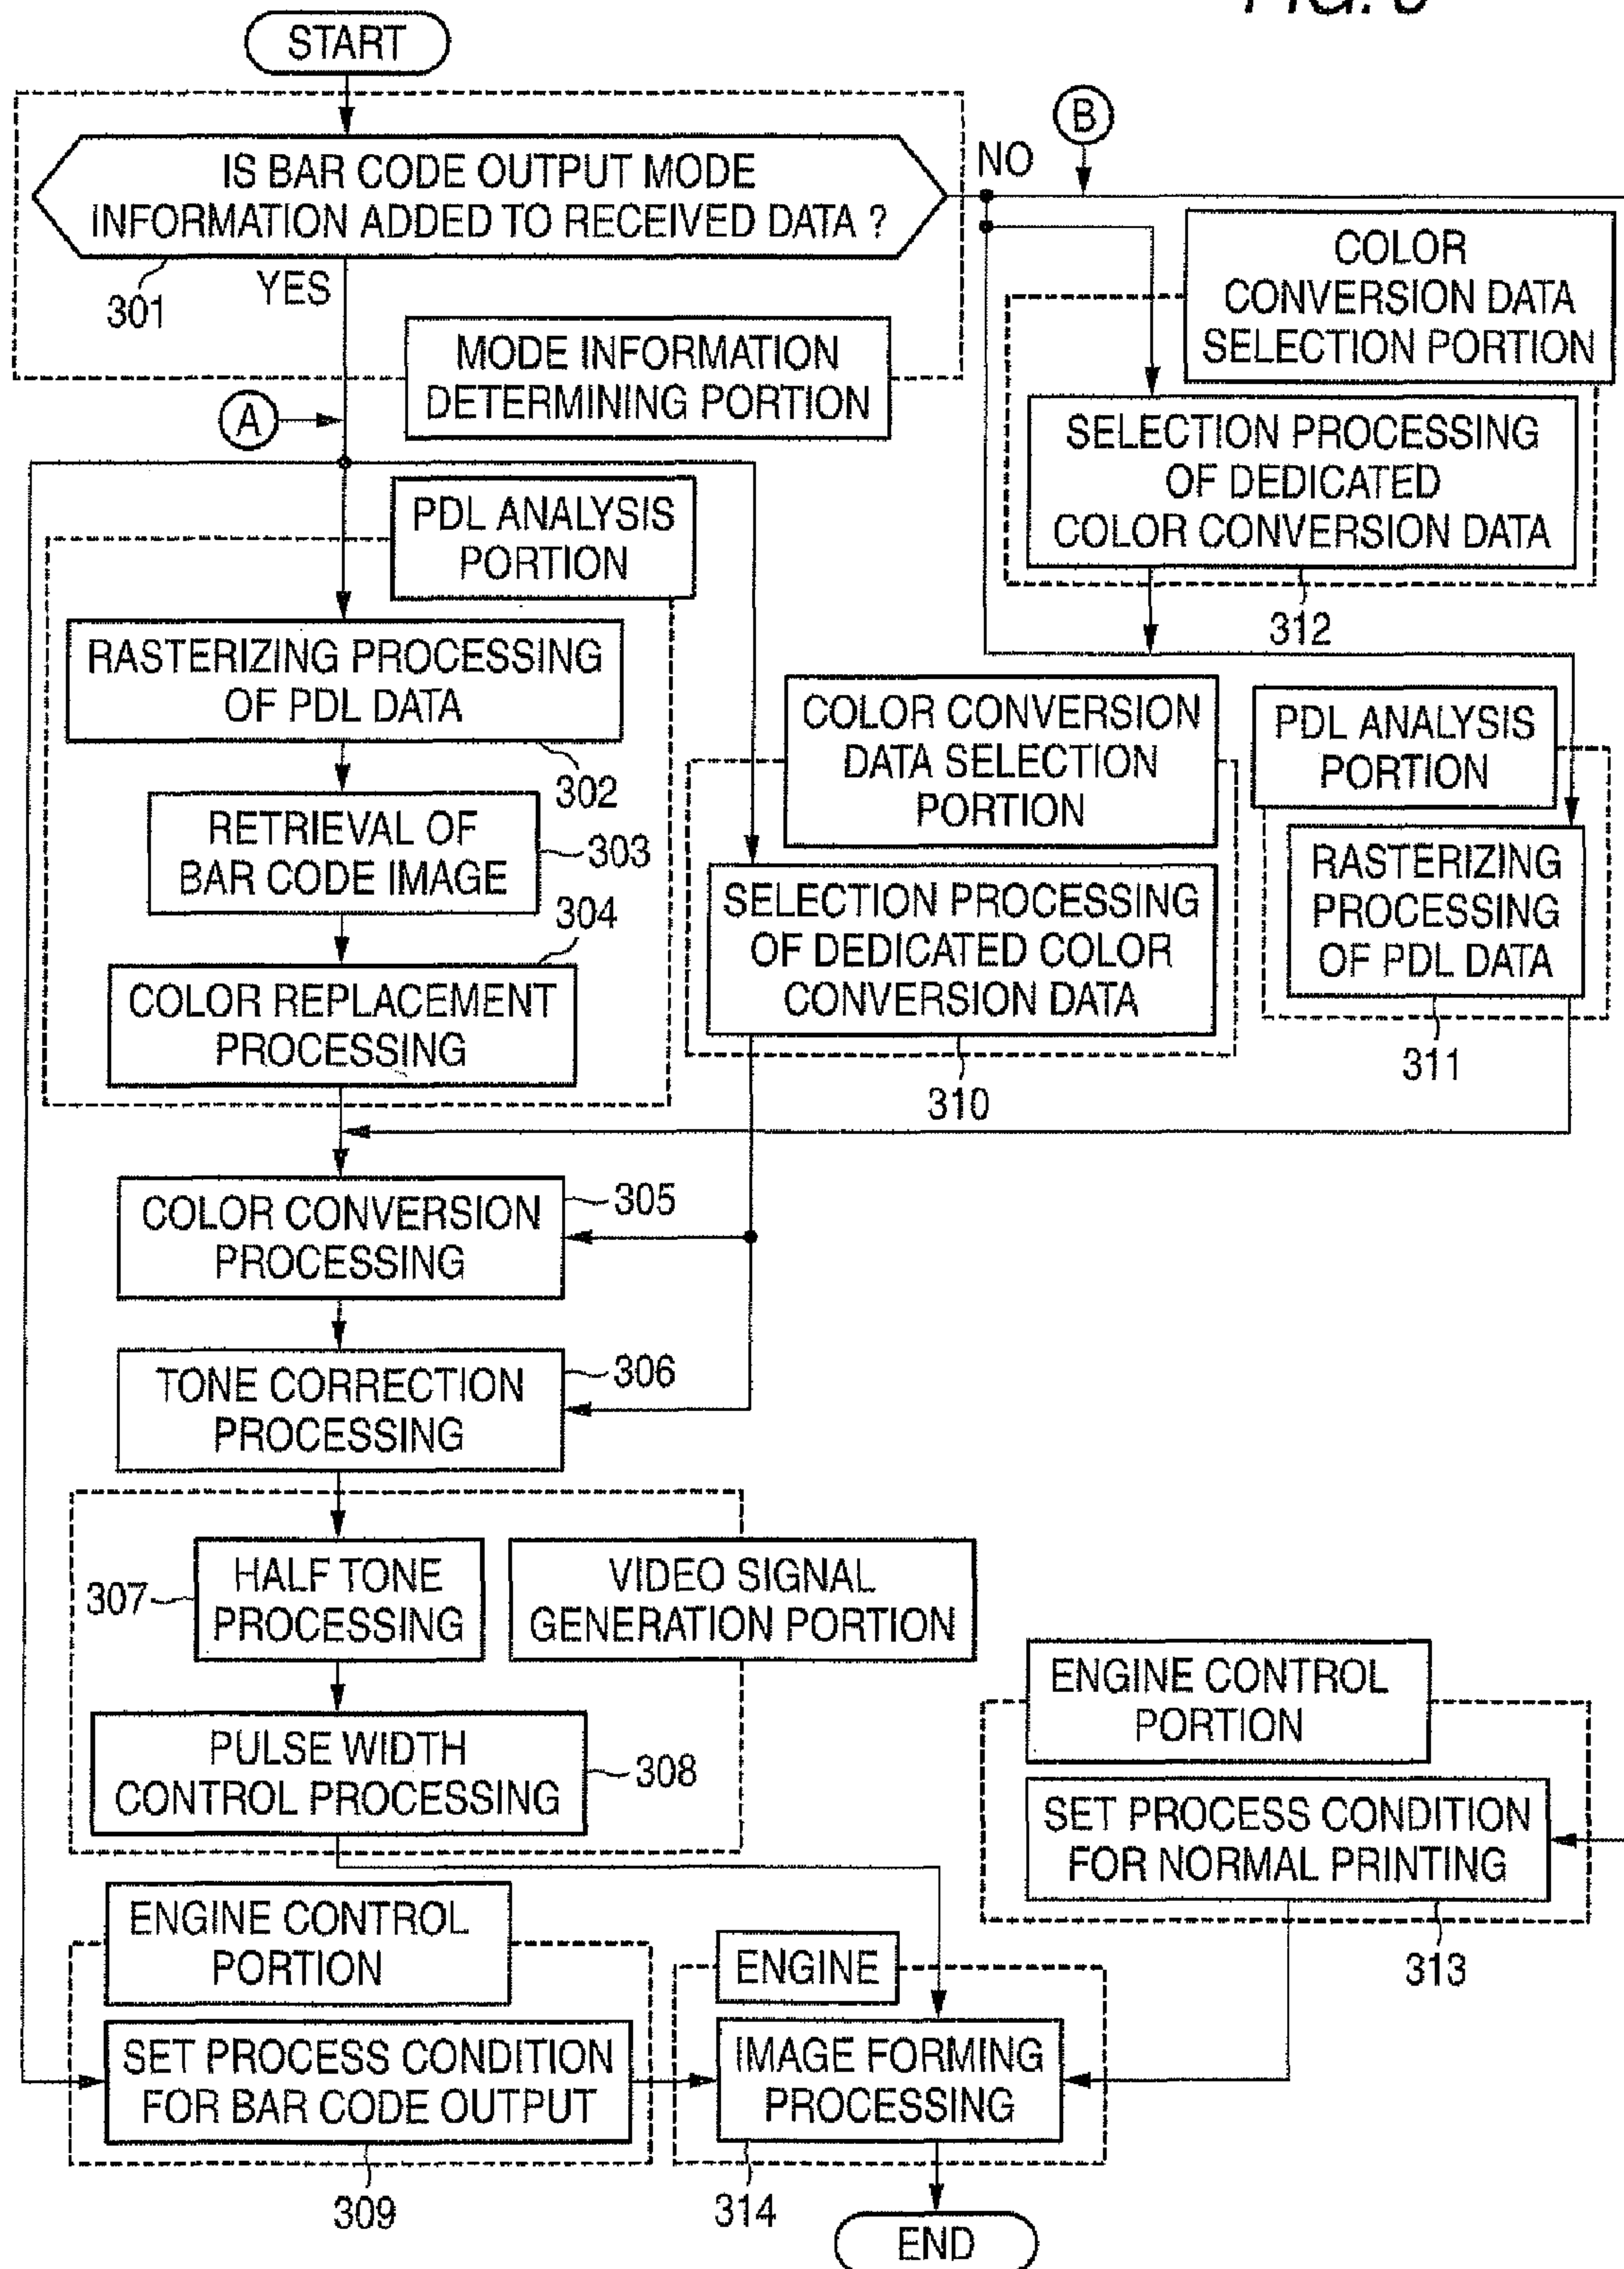 START
B
NO
IS BAR CODE OUTPUT MODE
INFORMATION ADDED TO RECEIVED DATA ?
301
YES
COLOR
CONVERSION DATA
SELECTION PORTION
MODE INFORMATION
DETERMINING PORTION
A
SELECTION PROCESSING
OF DEDICATED
COLOR CONVERSION DATA
312
PDL ANALYSIS
PORTION
RASTERIZING PROCESSING
OF PDL DATA
302
COLOR CONVERSION
DATA SELECTION
PORTION
PDL ANALYSIS
PORTION
RETRIEVAL OF
BAR CODE IMAGE
303
304
SELECTION PROCESSING
OF DEDICATED COLOR
CONVERSION DATA
310
RASTERIZING
PROCESSING
OF PDL DATA
311
COLOR REPLACEMENT
PROCESSING
COLOR CONVERSION
PROCESSING
305
TONE CORRECTION
PROCESSING
306
HALF TONE
PROCESSING
307
VIDEO SIGNAL
GENERATION PORTION
PULSE WIDTH
CONTROL PROCESSING
308
ENGINE CONTROL
PORTION
SET PROCESS CONDITION
FOR NORMAL PRINTING
313
ENGINE CONTROL
PORTION
SET PROCESS CONDITION
FOR BAR CODE OUTPUT
309
ENGINE
IMAGE FORMING
PROCESSING
314
END